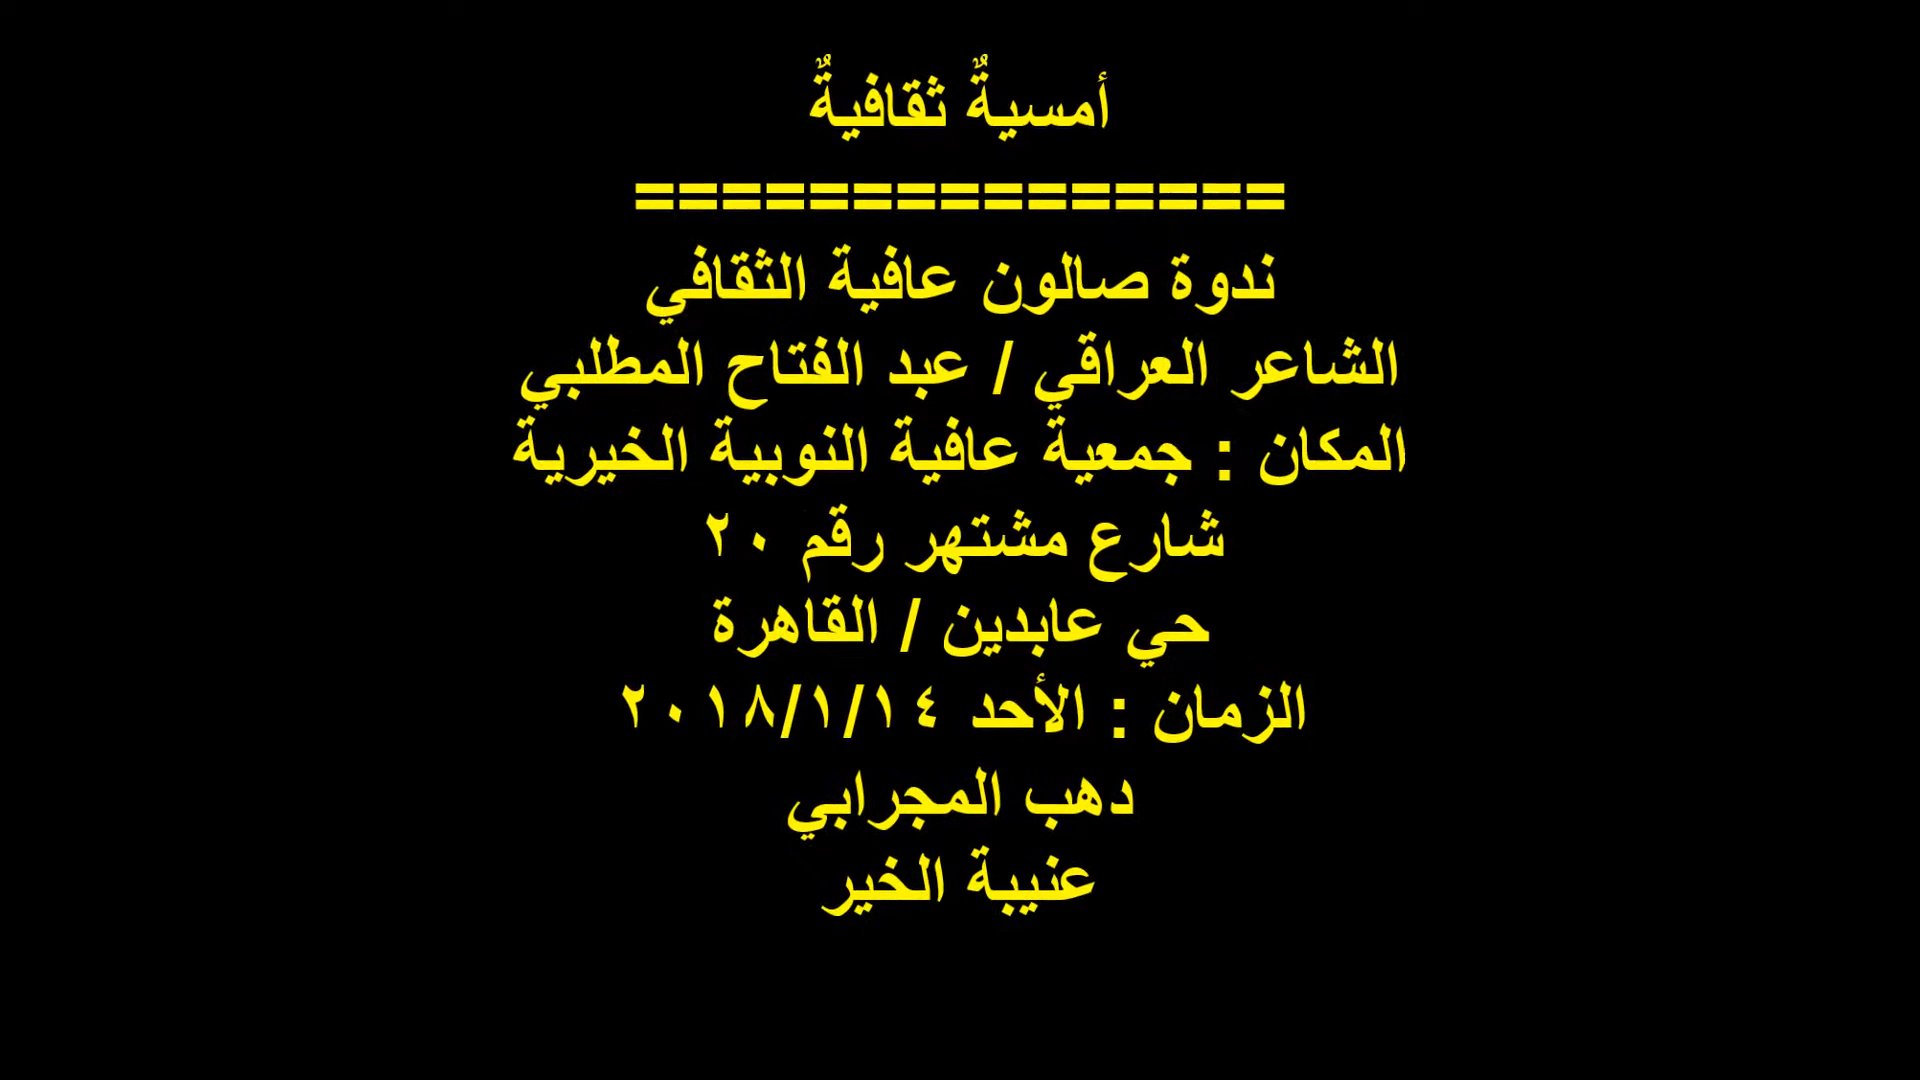 أمسيةٌ ثقافيةٌ
===============
ندوة صالون عافية الثقافي
الشاعر العراقي / عبد الفتاح المطلبي
المكان : جمعية عافية النوبية الخيرية
شارع مشتهر رقم ٢٠
حي عابدين / القاهرة
الزمان : الأحد ٢٠١٨/١/١٤
دهب المجرابي
عنيبة الخير